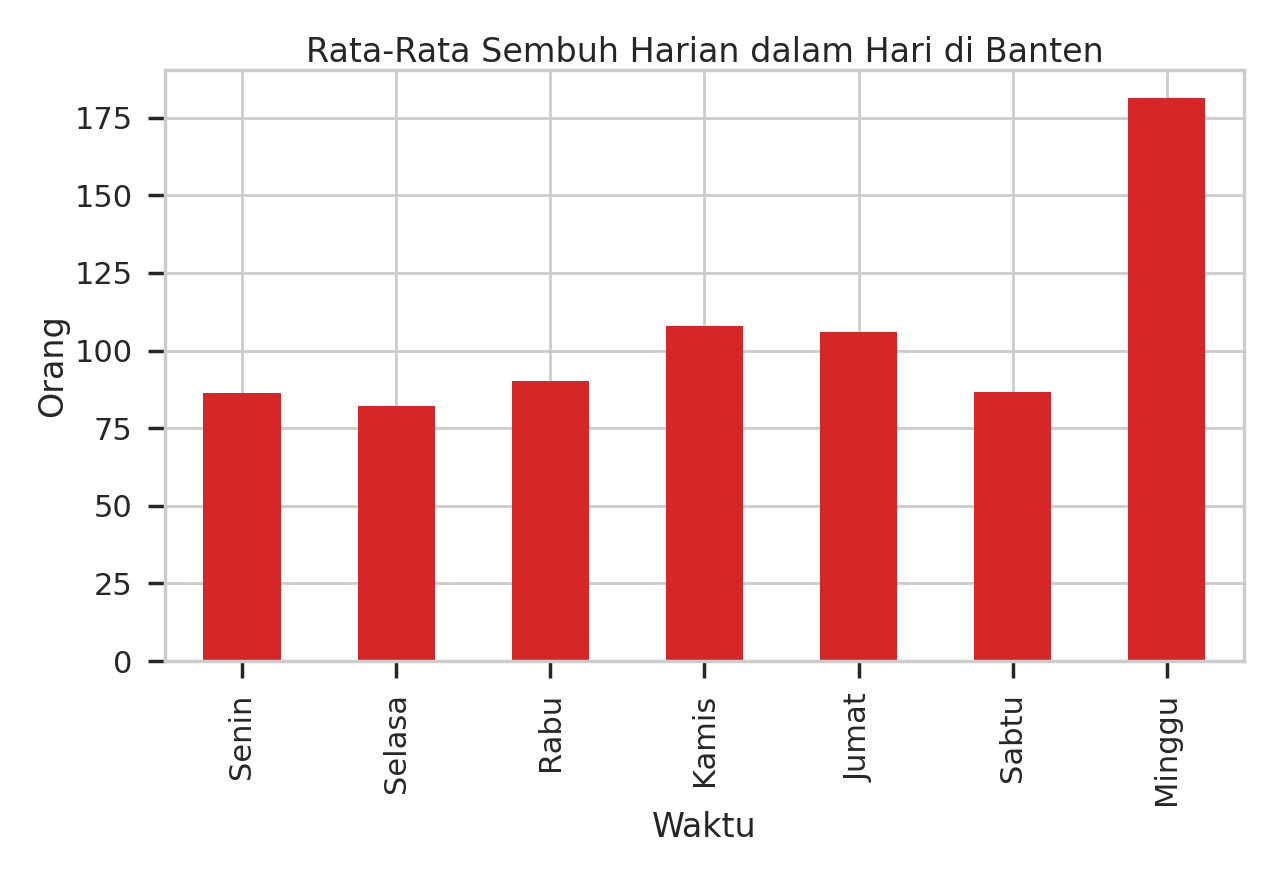 Rata-Rata Sembuh Harian dalam Hari di Banten
175
150
125
100
75
50
25
0
Orang
Senin
Selasa
Rabu
Kamis
Jumat
Sabtu
Minggu
Waktu